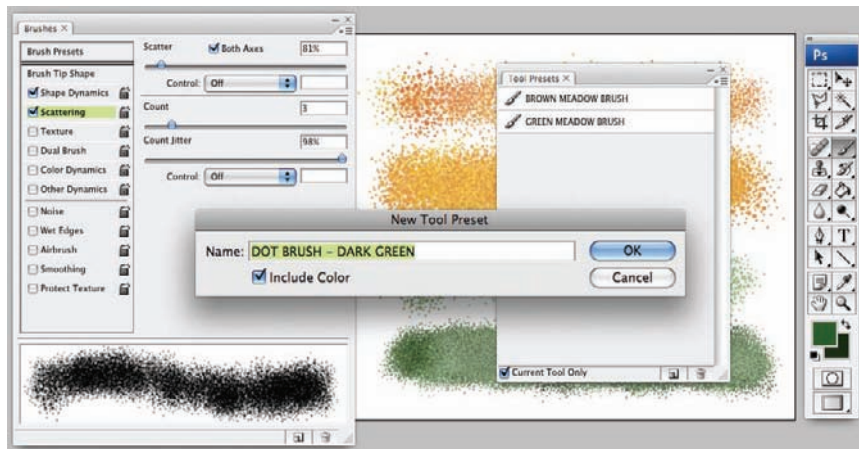 Brushes ×
Brush Presets
Brush Tip Shape
Shape Dynamics
Scattering
Texture
Dual Brush
Color Dynamics
Other Dynamics
Noise
Wet Edges
Airbrush
Smoothing
Protect Texture
Scatter
Both Axes
81%
Control: Off
Count
3
Count Jitter
98%
Control: Off
Tool Presets ×
BROWN MEADOW BRUSH
GREEN MEADOW BRUSH
New Tool Preset
Name: DOT BRUSH – DARK GREEN
OK
Include Color
Cancel
Current Tool Only
Ps
T